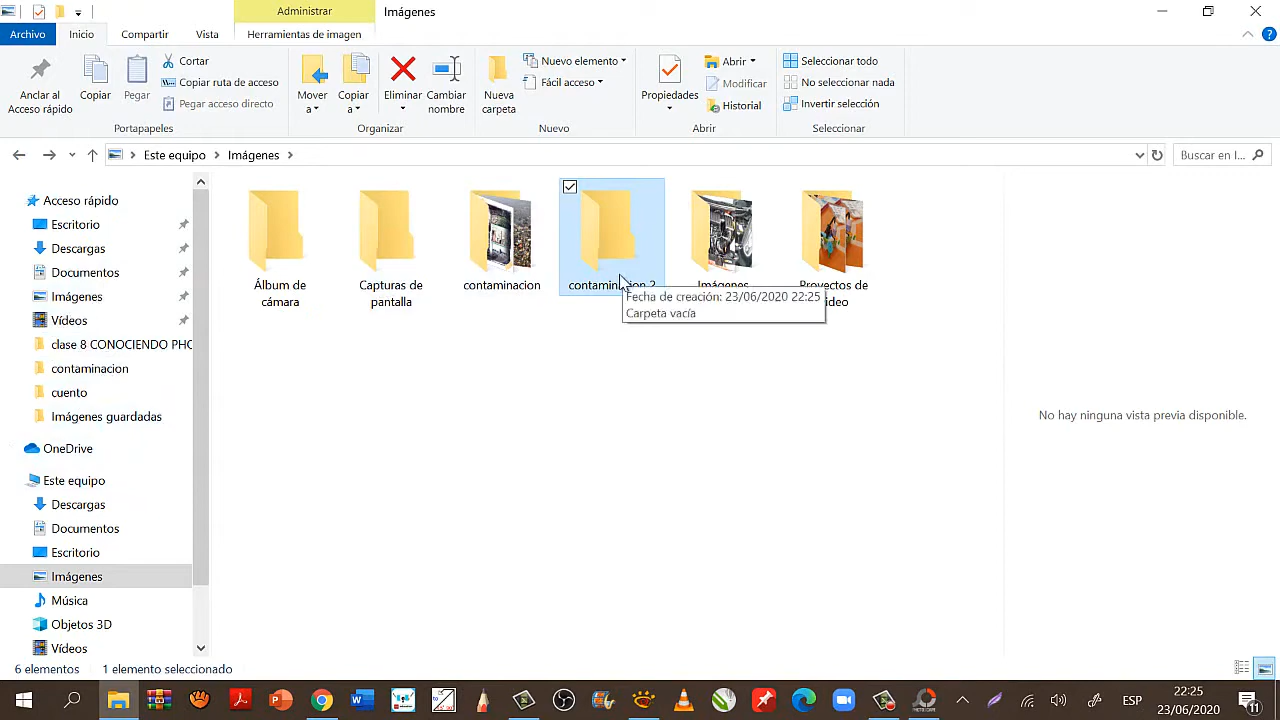 Administrar
Imágenes
Archivo
Inicio
Compartir
Vista
Herramientas de imagen
Anclar al
Acceso rápido
Copiar
Pegar
Cortar
Copiar ruta de acceso
Pegar acceso directo
Portapapeles
Mover
a
Copiar
a
Eliminar
Cambiar
nombre
Organizar
Nueva
carpeta
Nuevo elemento
Fácil acceso
Nuevo
Propiedades
Abrir
Modificar
Historial
Abrir
Seleccionar todo
No seleccionar nada
Invertir selección
Seleccionar
Este equipo
Imágenes
Buscar en I...
Acceso rápido
Escritorio
Descargas
Documentos
Imágenes
Vídeos
clase 8 CONOCIENDO PHO
contaminacion
cuento
Imágenes guardadas
OneDrive
Este equipo
Descargas
Documentos
Escritorio
Imágenes
Música
Objetos 3D
Vídeos
Álbum de
cámara
Capturas de
pantalla
contaminacion
contaminacion 2
Imágenes
Proyectos de
video
Fecha de creación: 23/06/2020 22:25
Carpeta vacía
No hay ninguna vista previa disponible.
6 elementos
1 elemento seleccionado
ESP
22:25
23/06/2020
11